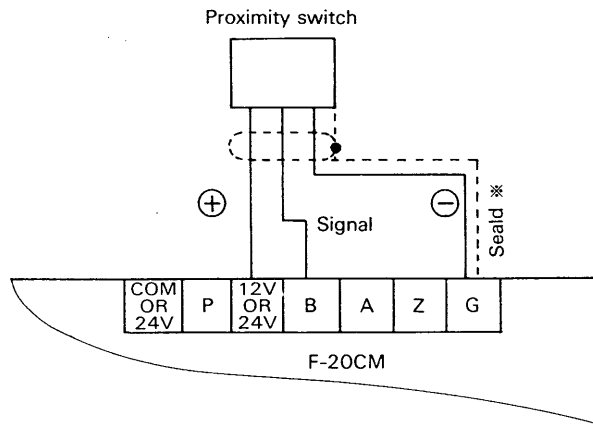 Proximity switch
+
−
Signal
Seald ※
COM OR 24V
P
12V OR 24V
B
A
Z
G
F-20CM